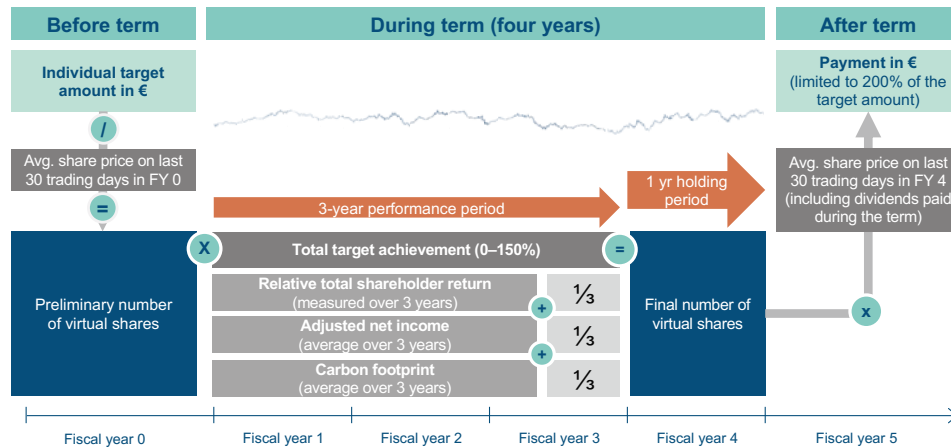 Before term
During term (four years)
After term
Individual target
amount in €
Payment in €
(limited to 200% of the
target amount)
/
Avg. share price on last
30 trading days in FY 0
=
3-year performance period
1 yr holding
period
Avg. share price on last
30 trading days in FY 4
(including dividends paid
during the term)
X
Total target achievement (0–150%)
=
Preliminary number
of virtual shares
Relative total shareholder return
(measured over 3 years)
⅓
+
Adjusted net income
(average over 3 years)
⅓
+
Carbon footprint
(average over 3 years)
⅓
Final number of
virtual shares
x
Fiscal year 0
Fiscal year 1
Fiscal year 2
Fiscal year 3
Fiscal year 4
Fiscal year 5